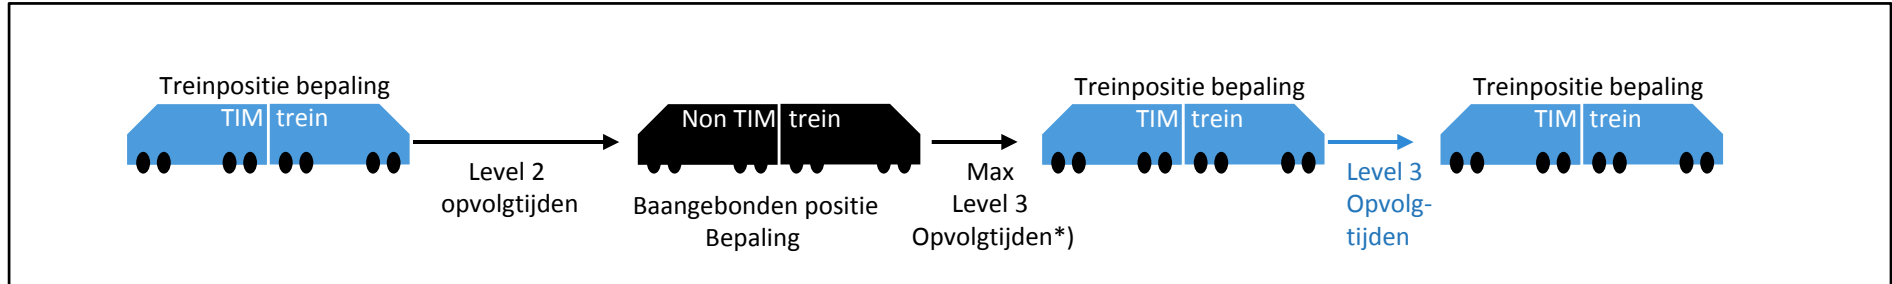 Treinpositie bepaling
TIM trein
Level 2
opvolgtijden
Non TIM trein
Baangebonden positie
Bepaling
Max
Level 3
Opvolgtijden*)
Treinpositie bepaling
TIM trein
Level 3
Opvolg-
tijden
Treinpositie bepaling
TIM trein